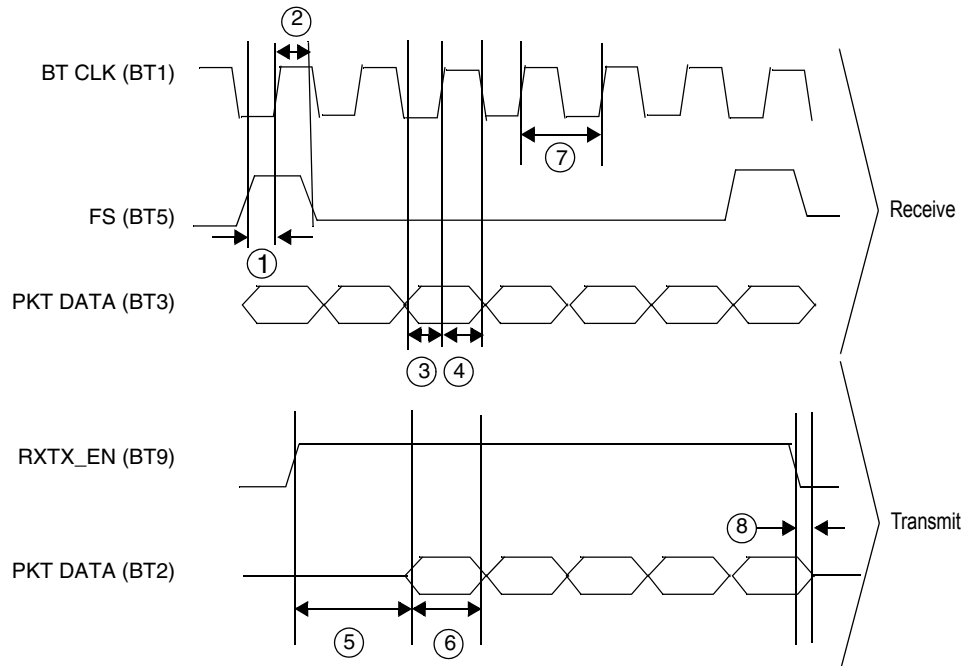 2
BT CLK (BT1)
7
FS (BT5)
Receive
1
PKT DATA (BT3)
3
4
RXTX_EN (BT9)
Transmit
8
PKT DATA (BT2)
5
6